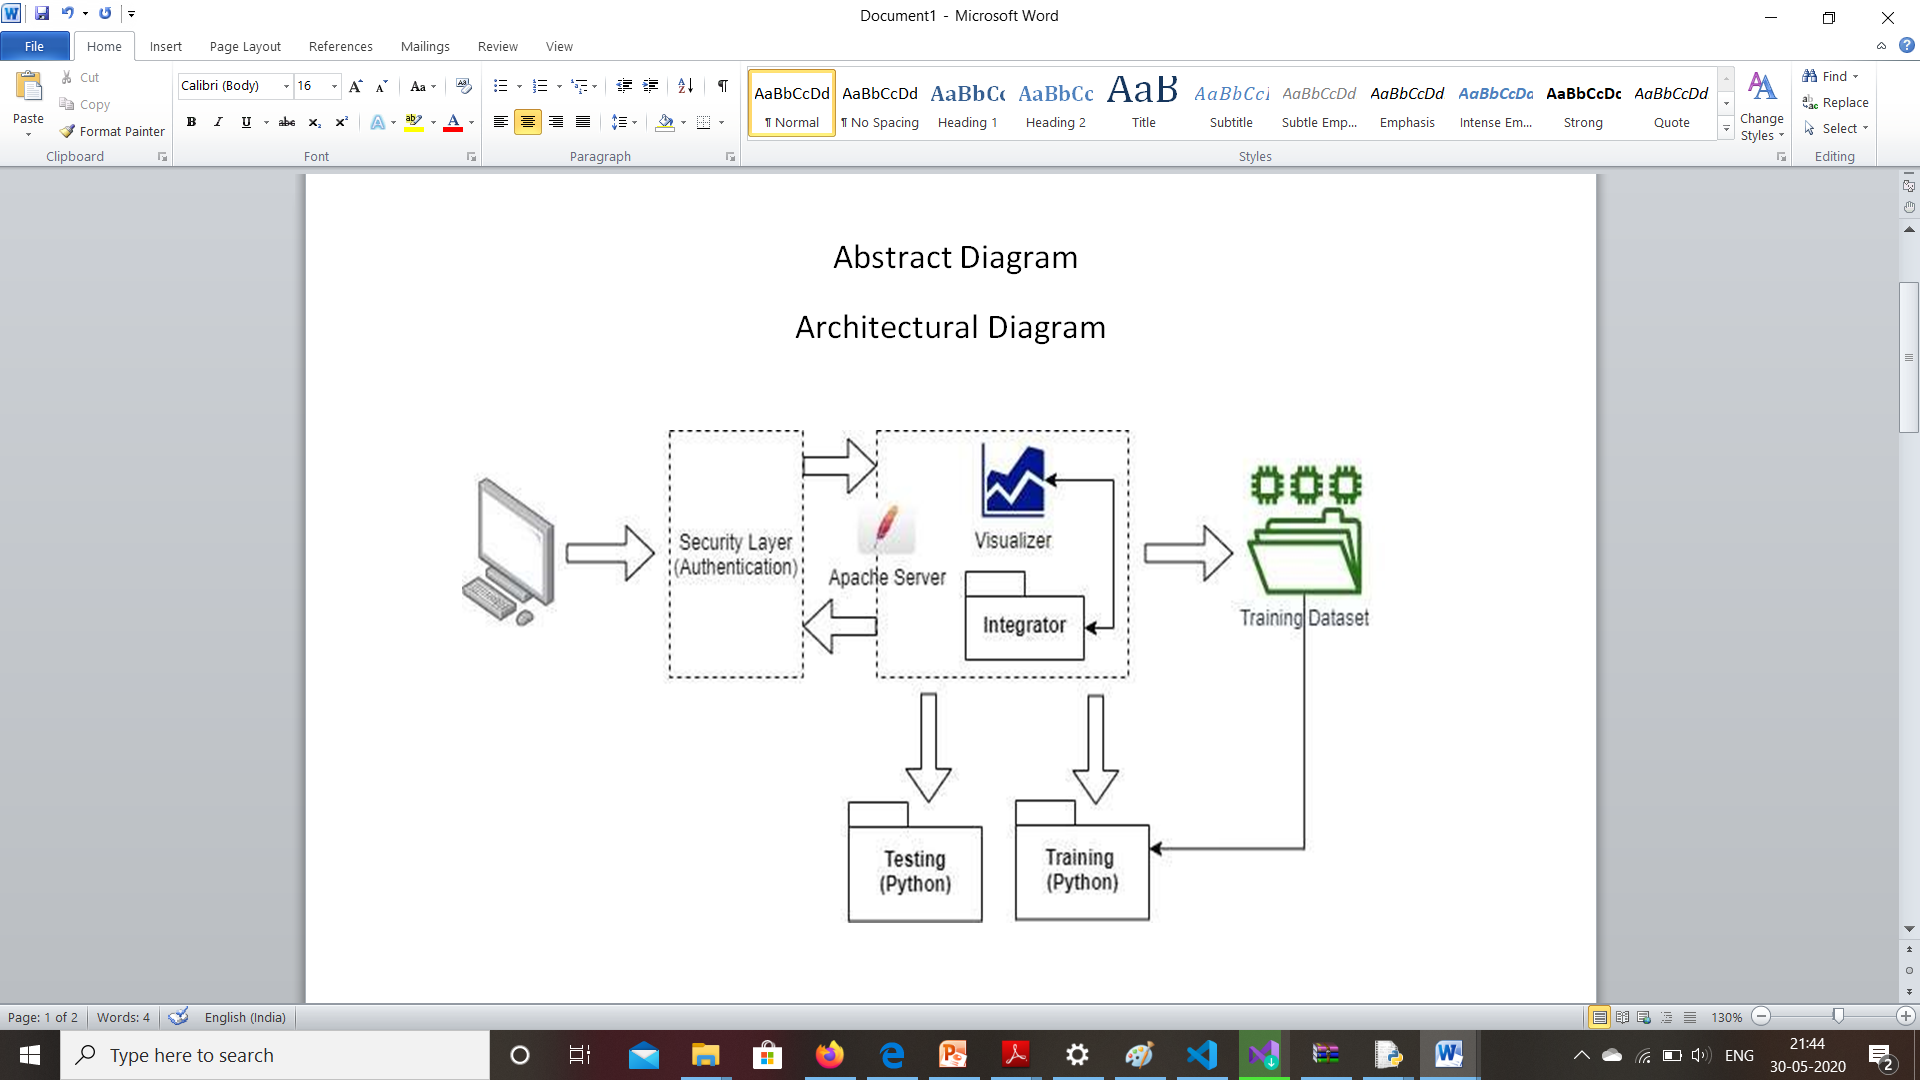 Document1 - Microsoft Word
File Home Insert Page Layout References Mailings Review View
Paste
Cut
Copy
Format Painter
Clipboard
Calibri (Body) 16
Font
Paragraph
AaBbCcDd AaBbCcDd AaBbCc AaBbCc AaB AaBbCcI AaBbCcDd AaBbCcDd AaBbCcDd AaBbCcDc AaBbCcDd
¶ Normal ¶ No Spacing Heading 1 Heading 2 Title Subtitle Subtle Emp... Emphasis Intense Em... Strong Quote
Styles
Change
Styles
Find
Replace
Select
Editing
Abstract Diagram
Architectural Diagram
Security Layer
(Authentication)
Apache Server
Visualizer
Integrator
Training Dataset
Testing
(Python)
Training
(Python)
Page: 1 of 2 Words: 4 English (India) 130%
Type here to search
ENG
21:44
30-05-2020
2